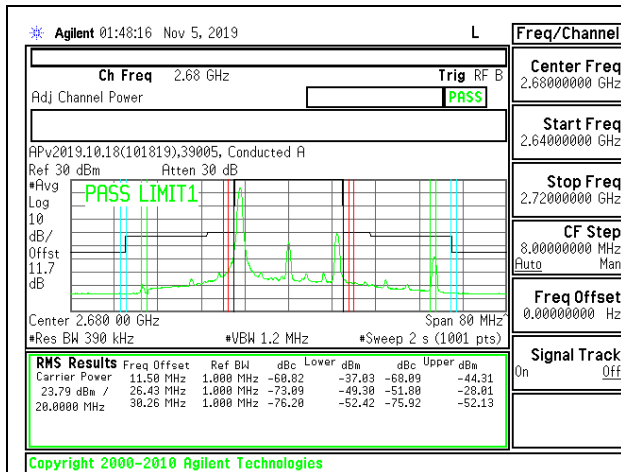 Agilent 01:48:16 Nov 5, 2019 L
Freq/Channel
Ch Freq 2.68 GHz Trig RF B
Adj Channel Power PASS
APv2019.10.18(101819),39005, Conducted A
Ref 30 dBm Atten 30 dB
#Avg
Log
10
dB/
Offst
11.7
dB
PASS LIMIT1
Center 2.680 00 GHz Span 80 MHz^
#Res BW 390 kHz #VBW 1.2 MHz #Sweep 2 s (1001 pts)
RMS Results Freq Offset Ref BW dBc Lower dBm dBc Upper dBm
Carrier Power 11.50 MHz 1.000 MHz -60.82 -37.03 -68.09 -44.31
23.79 dBm / 26.43 MHz 1.000 MHz -73.09 -49.30 -51.80 -28.01
20.0000 MHz 30.26 MHz 1.000 MHz -76.20 -52.42 -75.92 -52.13
Copyright 2000-2010 Agilent Technologies
Center Freq
2.68000000 GHz
Start Freq
2.64000000 GHz
Stop Freq
2.72000000 GHz
CF Step
8.00000000 MHz
Auto Man
Freq Offset
0.00000000 Hz
Signal Track
On Off